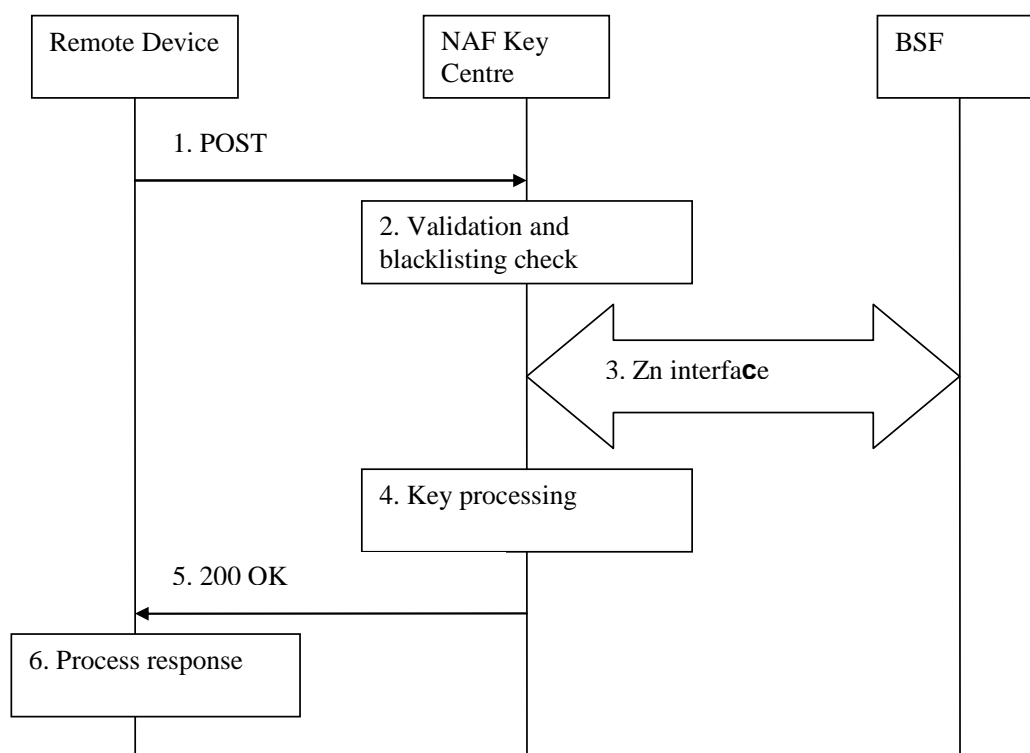 Remote Device
NAF Key
Centre
BSF
1. POST
2. Validation and
blacklisting check
3. Zn interface
4. Key processing
5. 200 OK
6. Process response